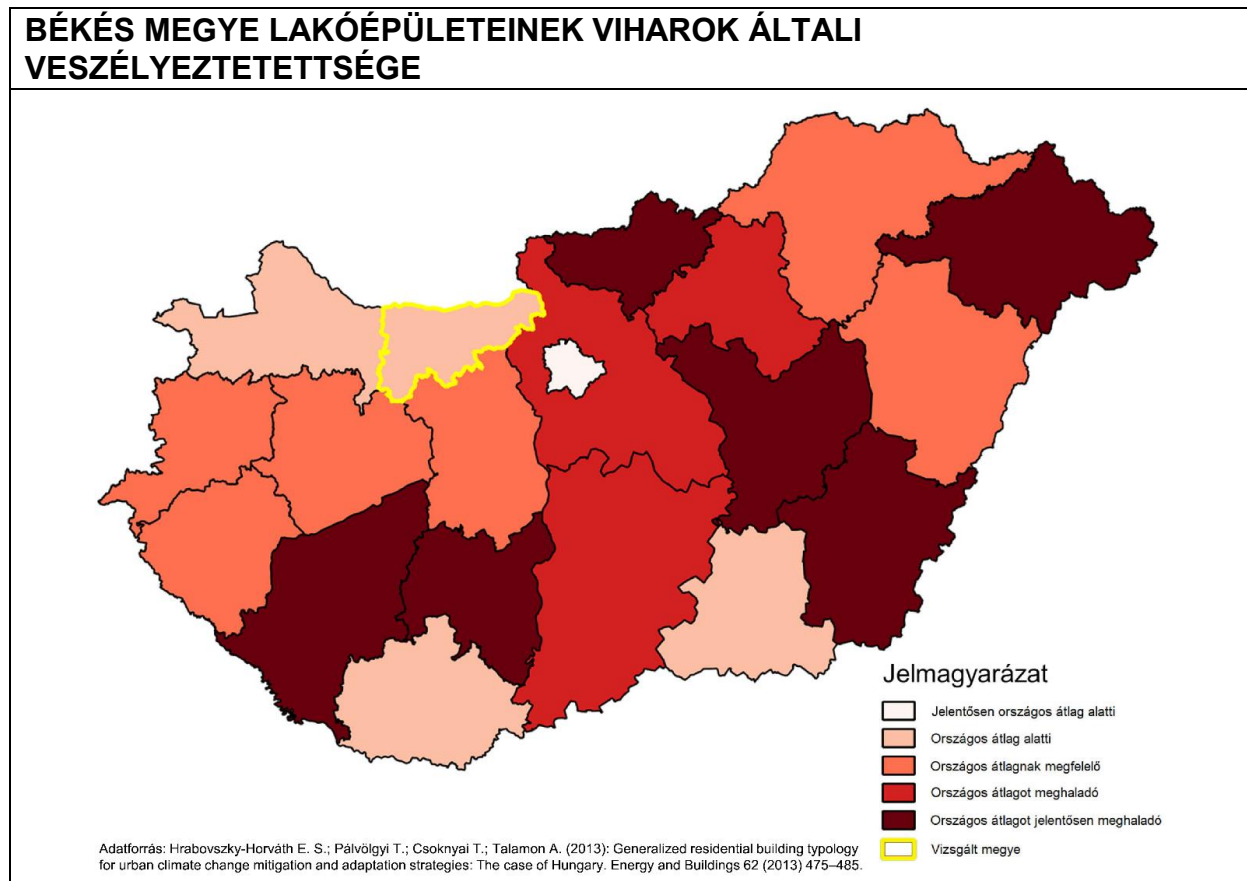 BÉKÉS MEGYE LAKÓÉPÜLETEINEK VIHAROK ÁLTALI
VESZÉLYEZTETETTSÉGE
Jelmagyarázat
Jelentősen országos átlag alatti
Országos átlag alatti
Országos átlagnak megfelelő
Országos átlagot meghaladó
Országos átlagot jelentősen meghaladó
Vizsgált megye
Adatforrás: Hrabovszky-Horváth E. S.; Pálvölgyi T.; Csoknyai T.; Talamon A. (2013): Generalized residential building typology
for urban climate change mitigation and adaptation strategies: The case of Hungary. Energy and Buildings 62 (2013) 475–485.